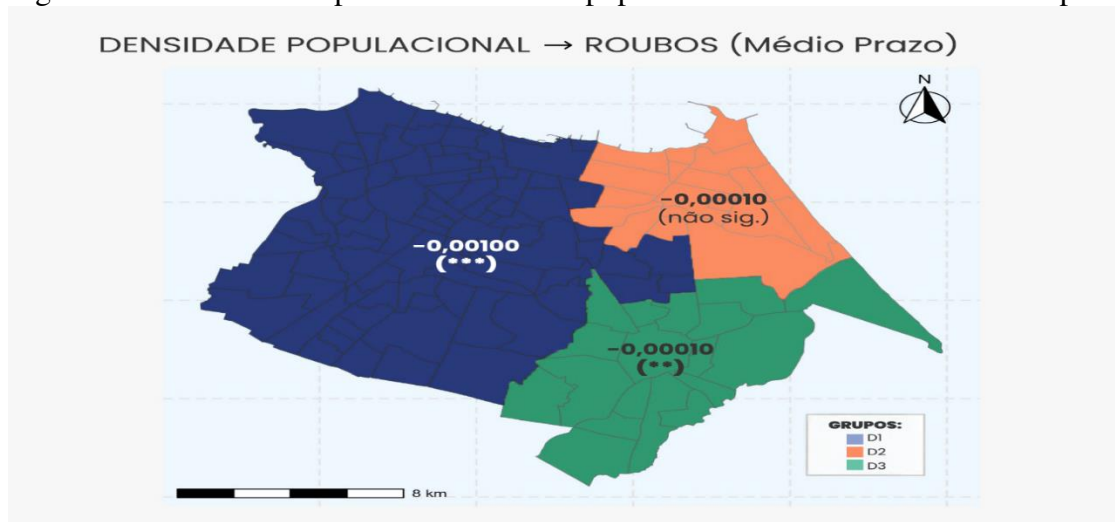 DENSIDADE POPULACIONAL → ROUBOS (Médio Prazo)
N
-0,00010
(não sig.)
-0,00100
(***)
-0,00010
(**)
GRUPOS:
D1
D2
D3
8 km